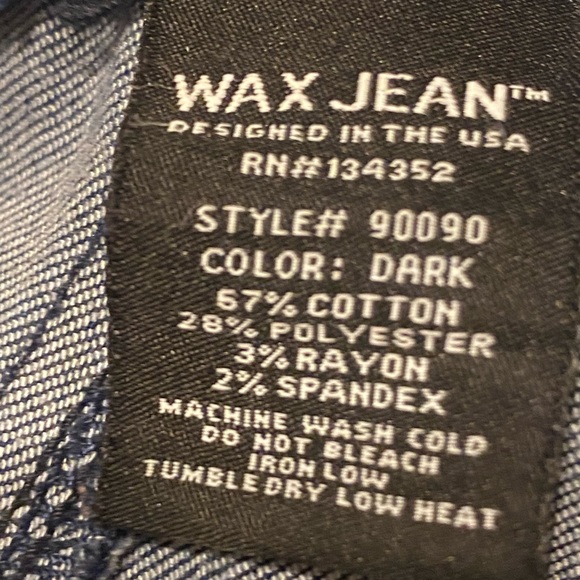 WAX JEAN™
DESIGNED IN THE USA
RN#134352
STYLE# 90090
COLOR: DARK
67% COTTON
28% POLYESTER
3% RAYON
2% SPANDEX
MACHINE WASH COLD
DO NOT BLEACH
IRON LOW
TUMBLE DRY LOW HEAT